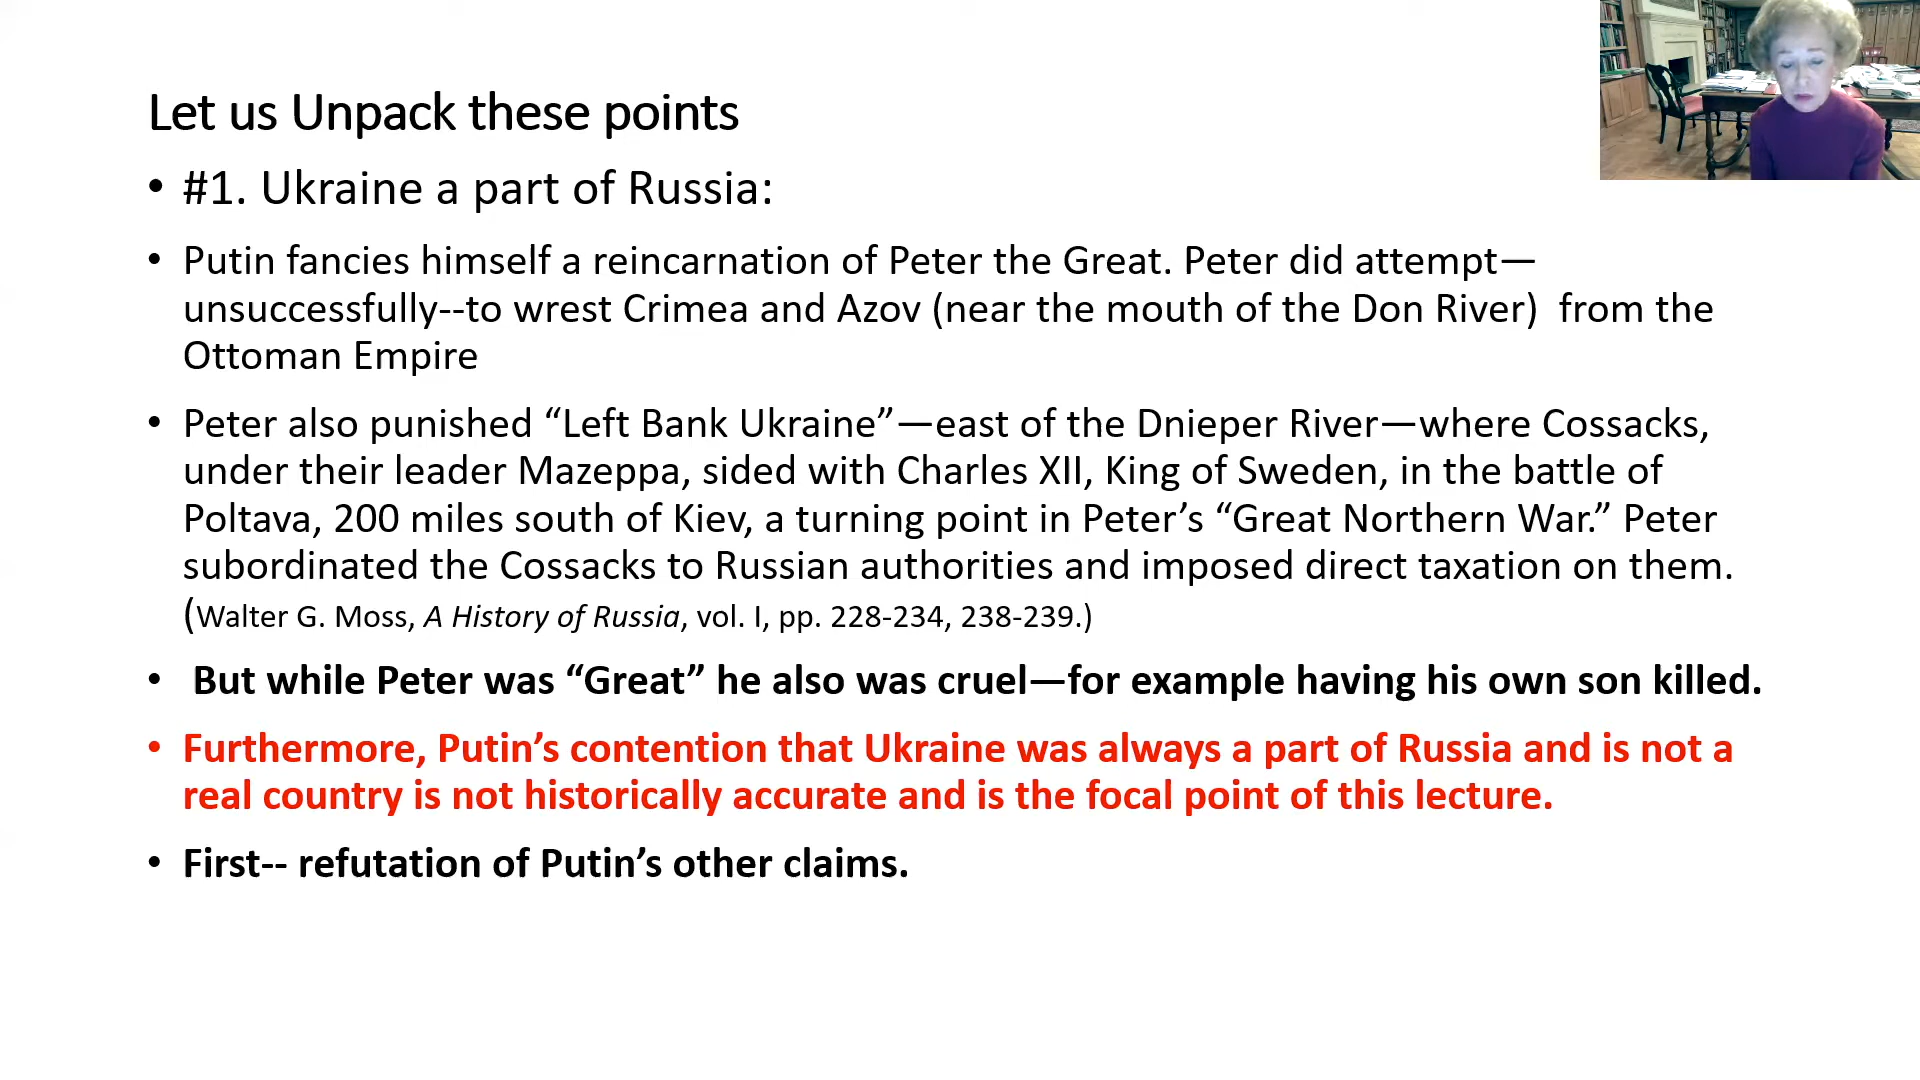 Let us Unpack these points
• #1. Ukraine a part of Russia:
• Putin fancies himself a reincarnation of Peter the Great. Peter did attempt—
unsuccessfully--to wrest Crimea and Azov (near the mouth of the Don River)  from the
Ottoman Empire
• Peter also punished “Left Bank Ukraine”—east of the Dnieper River—where Cossacks,
under their leader Mazeppa, sided with Charles XII, King of Sweden, in the battle of
Poltava, 200 miles south of Kiev, a turning point in Peter’s “Great Northern War.” Peter
subordinated the Cossacks to Russian authorities and imposed direct taxation on them.
(Walter G. Moss, A History of Russia, vol. I, pp. 228-234, 238-239.)
• But while Peter was “Great” he also was cruel—for example having his own son killed.
• Furthermore, Putin’s contention that Ukraine was always a part of Russia and is not a
real country is not historically accurate and is the focal point of this lecture.
• First-- refutation of Putin’s other claims.